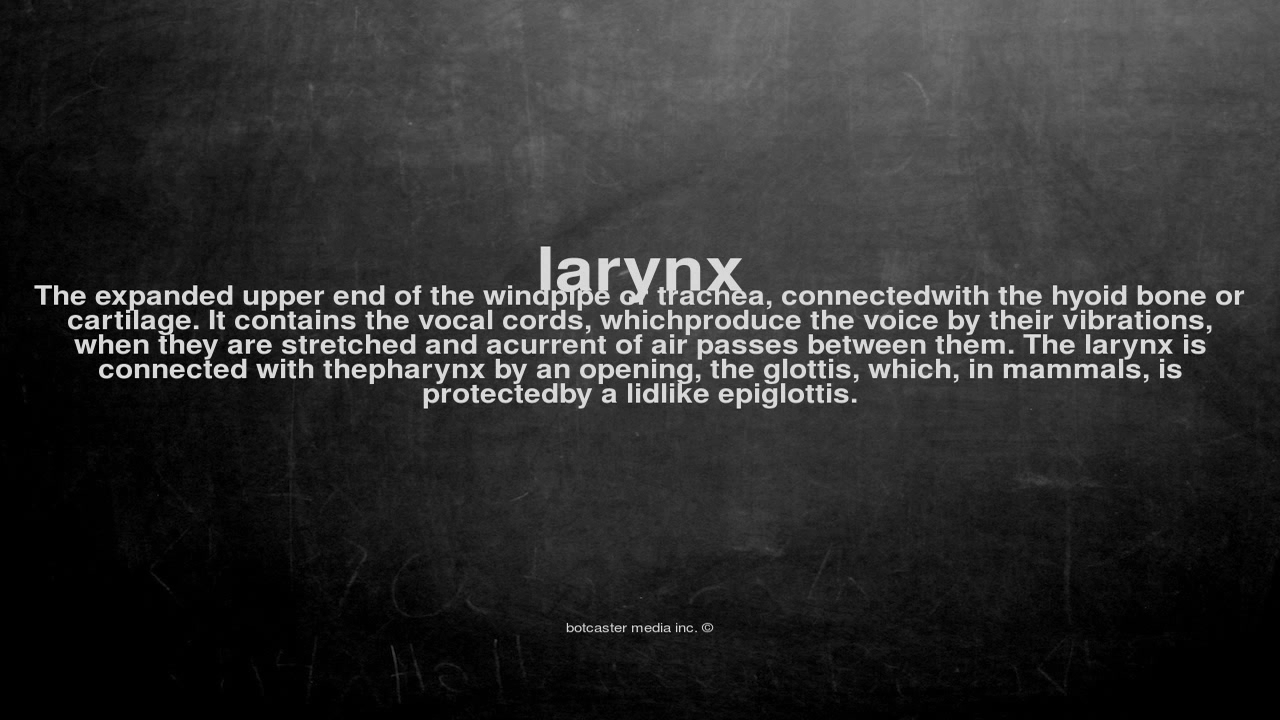 larynx
The expanded upper end of the windpipe or trachea, connectedwith the hyoid bone or
cartilage. It contains the vocal cords, whichproduce the voice by their vibrations,
when they are stretched and acurrent of air passes between them. The larynx is
connected with thepharynx by an opening, the glottis, which, in mammals, is
protectedby a lidlike epiglottis.
botcaster media inc. ©